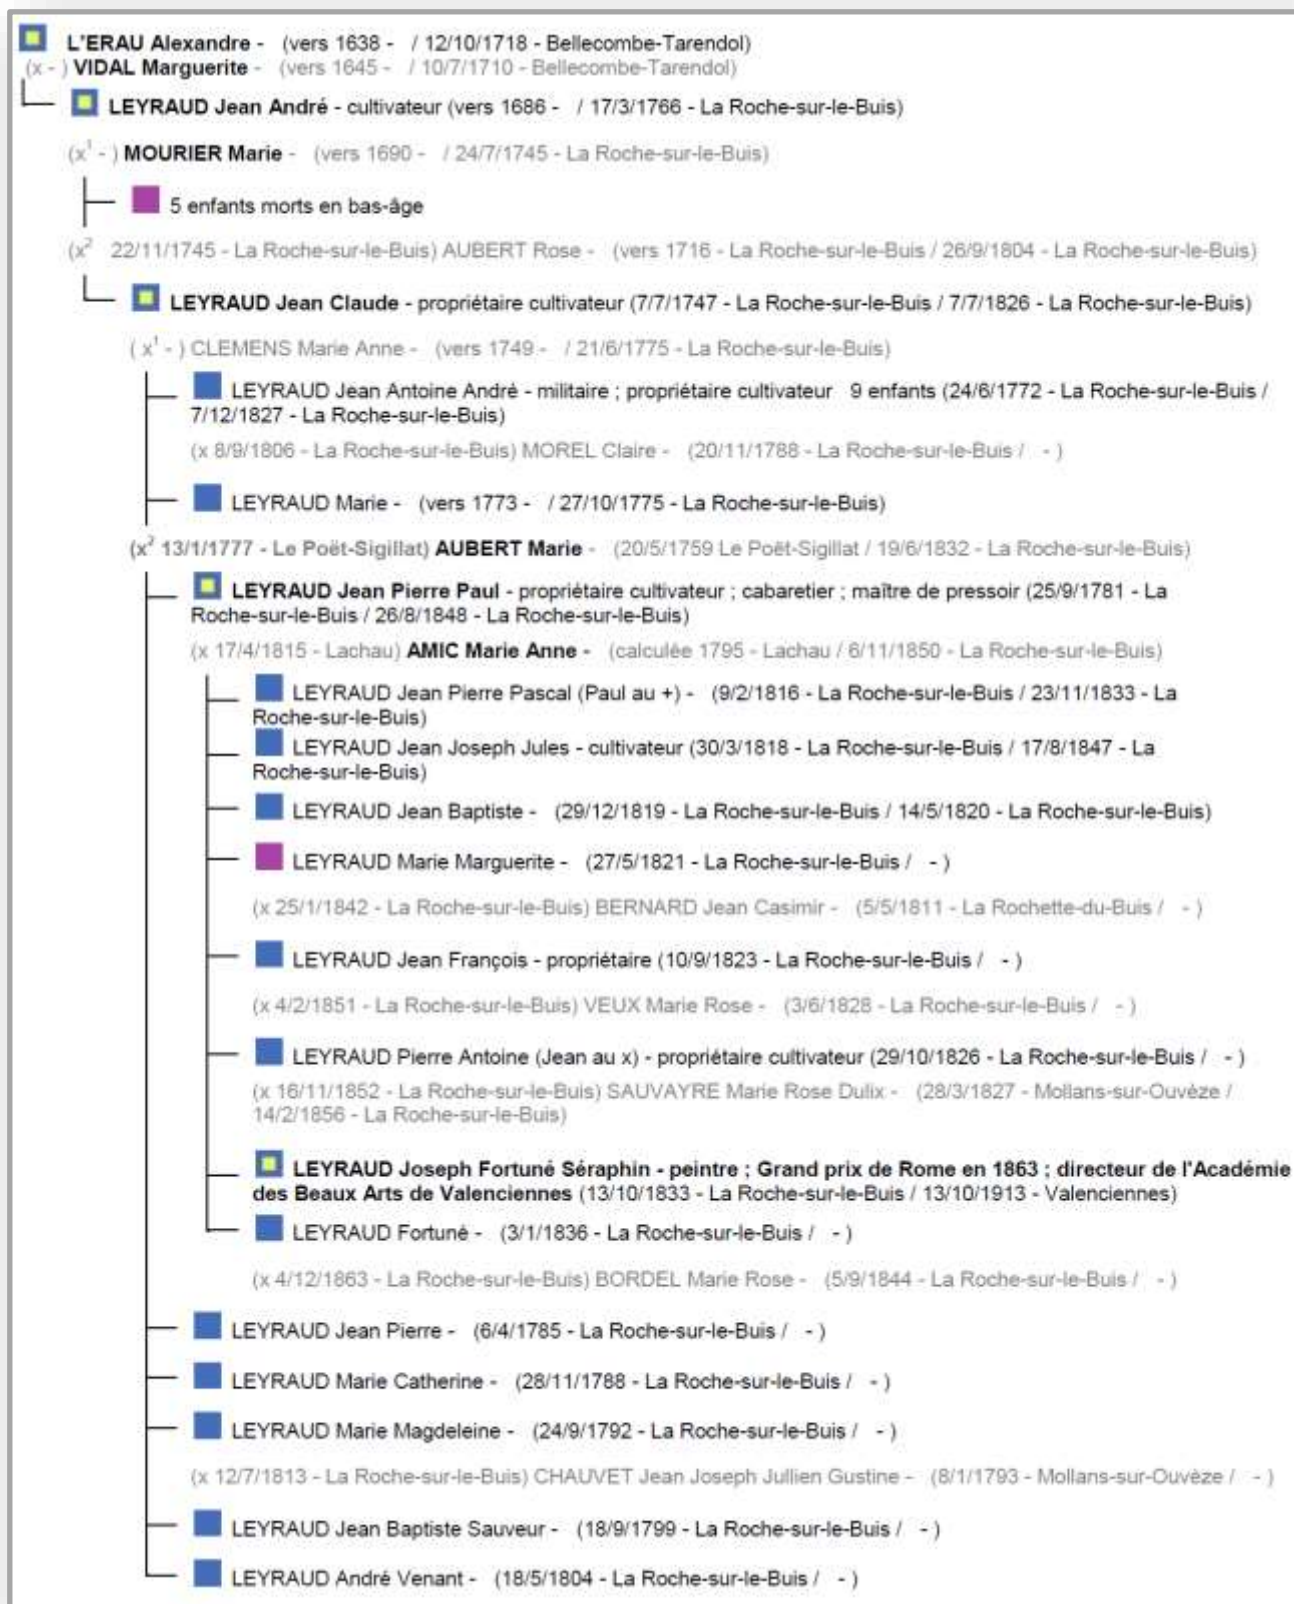 L'ERAU Alexandre - (vers 1638 - / 12/10/1718 - Bellecombe-Tarendol)
(x - ) VIDAL Marguerite - (vers 1645 - / 10/7/1710 - Bellecombe-Tarendol)
LEYRAUD Jean André - cultivateur (vers 1686 - / 17/3/1766 - La Roche-sur-le-Buis)
(x¹ - ) MOURIER Marie - (vers 1690 - / 24/7/1745 - La Roche-sur-le-Buis)
5 enfants morts en bas-âge
(x² 22/11/1745 - La Roche-sur-le-Buis) AUBERT Rose - (vers 1716 - La Roche-sur-le-Buis / 26/9/1804 - La Roche-sur-le-Buis)
LEYRAUD Jean Claude - propriétaire cultivateur (7/7/1747 - La Roche-sur-le-Buis / 7/7/1826 - La Roche-sur-le-Buis)
( x¹ - ) CLEMENS Marie Anne - (vers 1749 - / 21/6/1775 - La Roche-sur-le-Buis)
LEYRAUD Jean Antoine André - militaire ; propriétaire cultivateur 9 enfants (24/6/1772 - La Roche-sur-le-Buis /
7/12/1827 - La Roche-sur-le-Buis)
(x 8/9/1806 - La Roche-sur-le-Buis) MOREL Claire - (20/11/1788 - La Roche-sur-le-Buis / - )
LEYRAUD Marie - (vers 1773 - / 27/10/1775 - La Roche-sur-le-Buis)
(x² 13/1/1777 - Le Poët-Sigillat) AUBERT Marie - (20/5/1759 Le Poët-Sigillat / 19/6/1832 - La Roche-sur-le-Buis)
LEYRAUD Jean Pierre Paul - propriétaire cultivateur ; cabaretier ; maître de pressoir (25/9/1781 - La
Roche-sur-le-Buis / 26/8/1848 - La Roche-sur-le-Buis)
(x 17/4/1815 - Lachau) AMIC Marie Anne - (calculée 1795 - Lachau / 6/11/1850 - La Roche-sur-le-Buis)
LEYRAUD Jean Pierre Pascal (Paul au +) - (9/2/1816 - La Roche-sur-le-Buis / 23/11/1833 - La
Roche-sur-le-Buis)
LEYRAUD Jean Joseph Jules - cultivateur (30/3/1818 - La Roche-sur-le-Buis / 17/8/1847 - La
Roche-sur-le-Buis)
LEYRAUD Jean Baptiste - (29/12/1819 - La Roche-sur-le-Buis / 14/5/1820 - La Roche-sur-le-Buis)
LEYRAUD Marie Marguerite - (27/5/1821 - La Roche-sur-le-Buis / - )
(x 25/1/1842 - La Roche-sur-le-Buis) BERNARD Jean Casimir - (5/5/1811 - La Rochette-du-Buis / - )
LEYRAUD Jean François - propriétaire (10/9/1823 - La Roche-sur-le-Buis / - )
(x 4/2/1851 - La Roche-sur-le-Buis) VEUX Marie Rose - (3/6/1828 - La Roche-sur-le-Buis / - )
LEYRAUD Pierre Antoine (Jean au x) - propriétaire cultivateur (29/10/1826 - La Roche-sur-le-Buis / - )
(x 16/11/1852 - La Roche-sur-le-Buis) SAUVAYRE Marie Rose Dulix - (28/3/1827 - Mollans-sur-Ouvèze /
14/2/1856 - La Roche-sur-le-Buis)
LEYRAUD Joseph Fortuné Séraphin - peintre ; Grand prix de Rome en 1863 ; directeur de l'Académie
des Beaux Arts de Valenciennes (13/10/1833 - La Roche-sur-le-Buis / 13/10/1913 - Valenciennes)
LEYRAUD Fortuné - (3/1/1836 - La Roche-sur-le-Buis / - )
(x 4/12/1863 - La Roche-sur-le-Buis) BORDEL Marie Rose - (5/9/1844 - La Roche-sur-le-Buis / - )
LEYRAUD Jean Pierre - (6/4/1785 - La Roche-sur-le-Buis / - )
LEYRAUD Marie Catherine - (28/11/1788 - La Roche-sur-le-Buis / - )
LEYRAUD Marie Magdeleine - (24/9/1792 - La Roche-sur-le-Buis / - )
(x 12/7/1813 - La Roche-sur-le-Buis) CHAUVET Jean Joseph Jullien Gustine - (8/1/1793 - Mollans-sur-Ouvèze / - )
LEYRAUD Jean Baptiste Sauveur - (18/9/1799 - La Roche-sur-le-Buis / - )
LEYRAUD André Venant - (18/5/1804 - La Roche-sur-le-Buis / - )